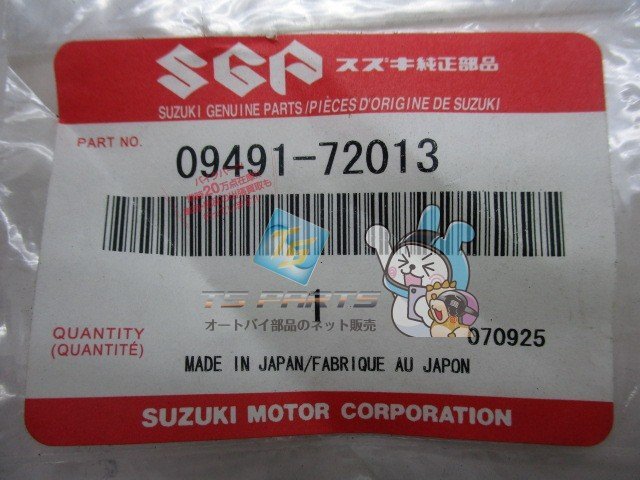 SGP スズキ純正部品
SUZUKI GENUINE PARTS/PIÈCES D'ORIGINE DE SUZUKI
PART NO. 09491-72013
TS PARTS
オートバイ部品のネット販売
QUANTITY 1
(QUANTITÉ) 070925
MADE IN JAPAN/FABRIQUE AU JAPON
SUZUKI MOTOR CORPORATION